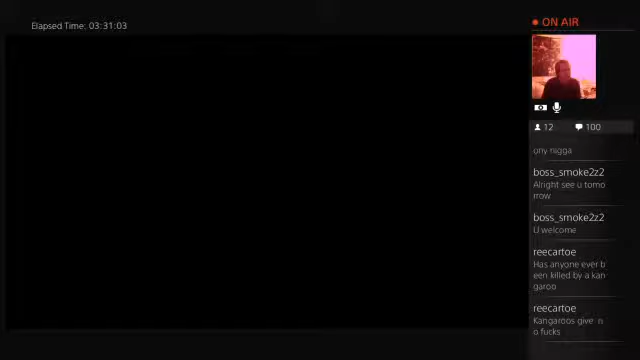 Elapsed Time: 03:31:03
ON AIR
12 100
ony nigga
boss_smoke2z2
Alright see u tomo
rrow
boss_smoke2z2
U welcome
reecartoe
Has anyone ever b
een killed by a kan
garoo
reecartoe
Kangaroos give n
o fucks